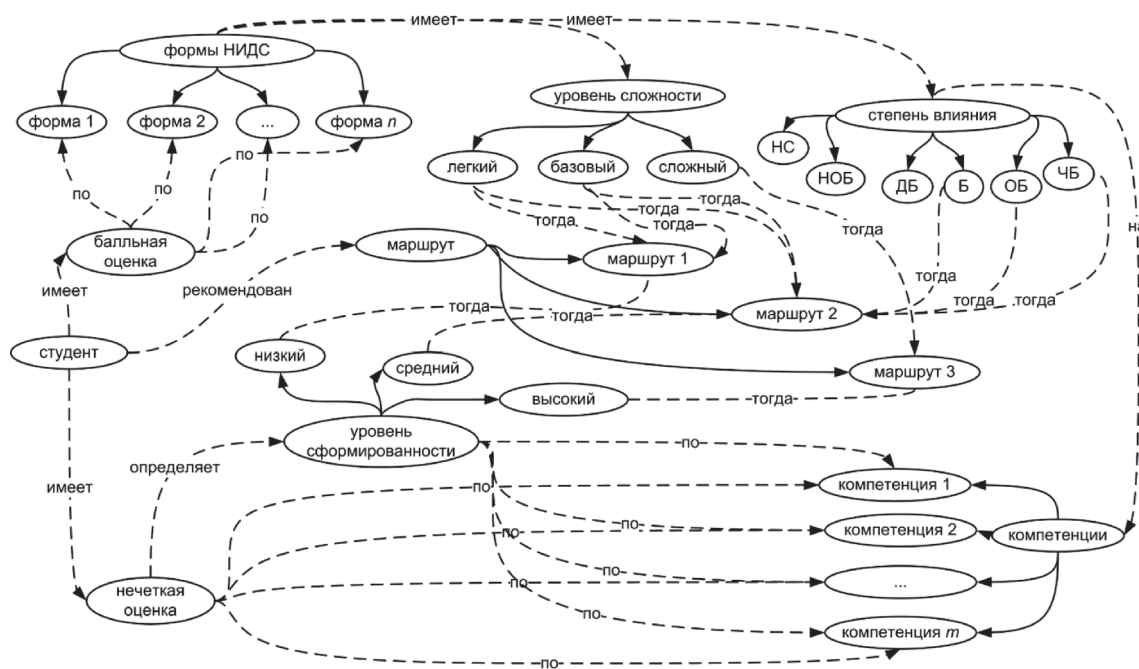 имеет
имеет
формы НИДС
форма 1
форма 2
...
форма n
уровень сложности
степень влияния
легкий
базовый
сложный
НС
НОБ
ДБ
Б
ОБ
ЧБ
по
по
по
по
тогда
тогда
тогда
тогда
на
балльная
оценка
маршрут
маршрут 1
имеет
рекомендован
тогда
тогда
тогда
тогда
тогда
маршрут 2
студент
низкий
средний
маршрут 3
высокий
тогда
уровень
сформированности
определяет
имеет
по
по
компетенция 1
по
по
компетенция 2
компетенции
по
по
...
нечеткая
оценка
по
компетенция m
по